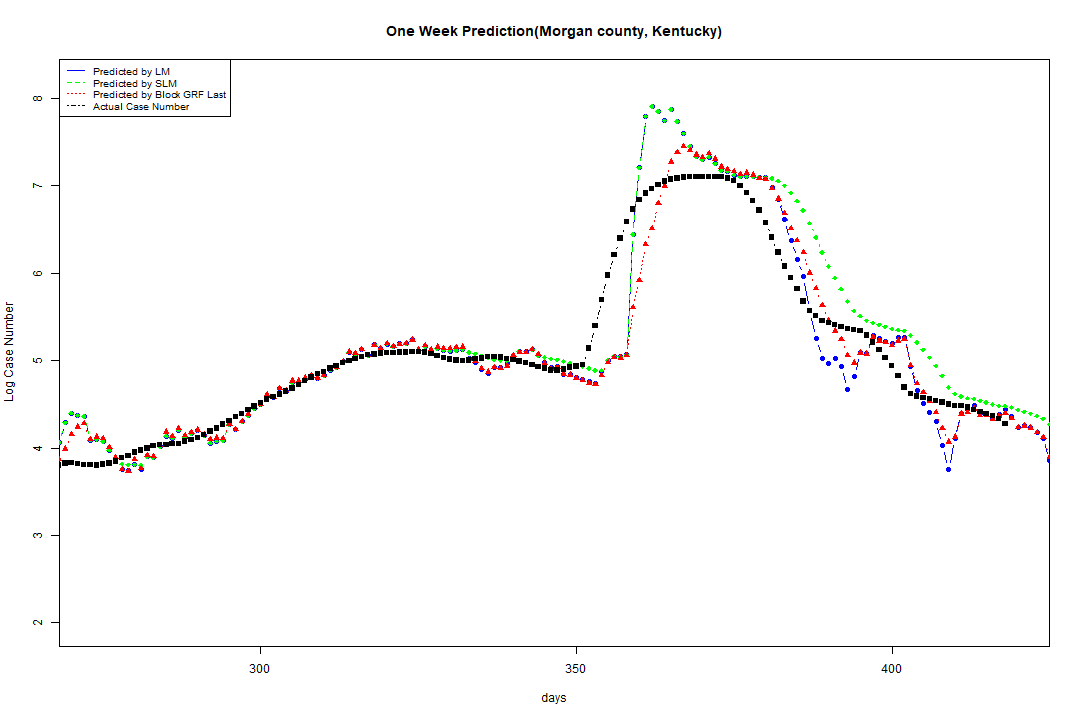 One Week Prediction(Morgan county, Kentucky)
Predicted by LM
Predicted by SLM
Predicted by Block GRF Last
Actual Case Number
8
7
6
5
4
3
2
Log Case Number
300
350
400
days